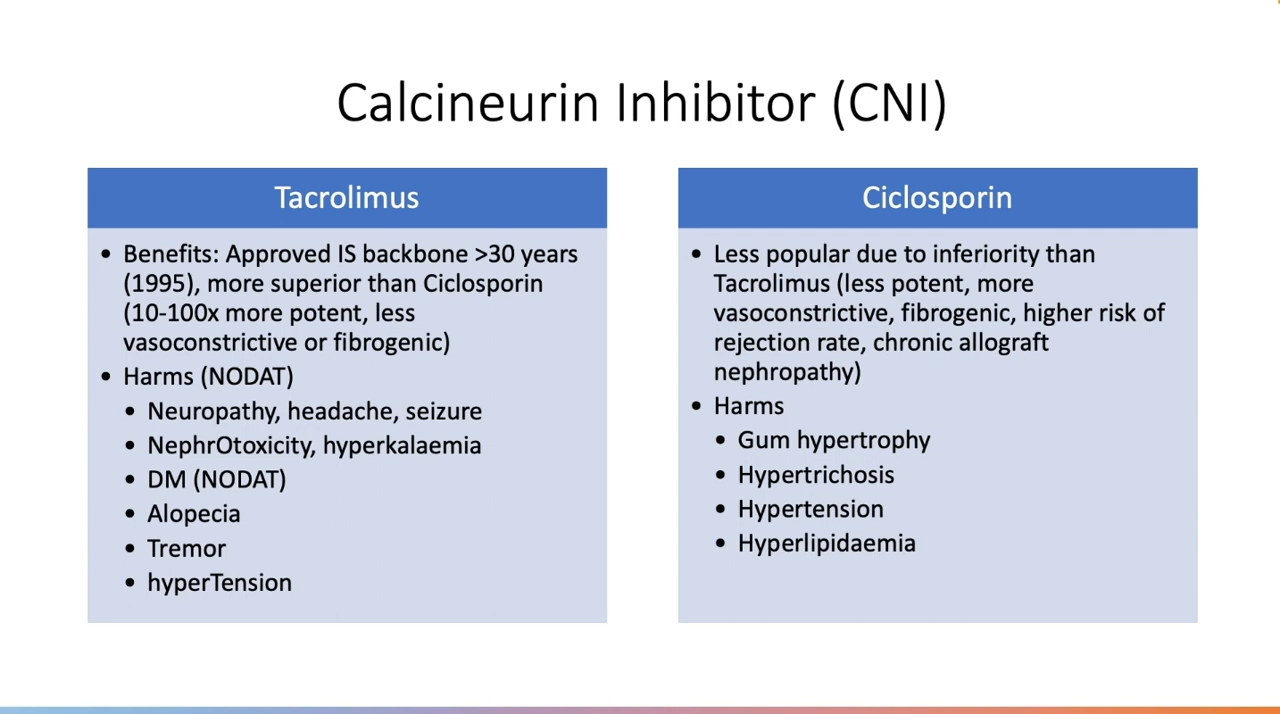 Calcineurin Inhibitor (CNI)
Tacrolimus
• Benefits: Approved IS backbone >30 years
(1995), more superior than Ciclosporin
(10-100x more potent, less
vasoconstrictive or fibrogenic)
• Harms (NODAT)
• Neuropathy, headache, seizure
• NephrOtoxicity, hyperkalaemia
• DM (NODAT)
• Alopecia
• Tremor
• hyperTension
Ciclosporin
• Less popular due to inferiority than
Tacrolimus (less potent, more
vasoconstrictive, fibrogenic, higher risk of
rejection rate, chronic allograft
nephropathy)
• Harms
• Gum hypertrophy
• Hypertrichosis
• Hypertension
• Hyperlipidaemia